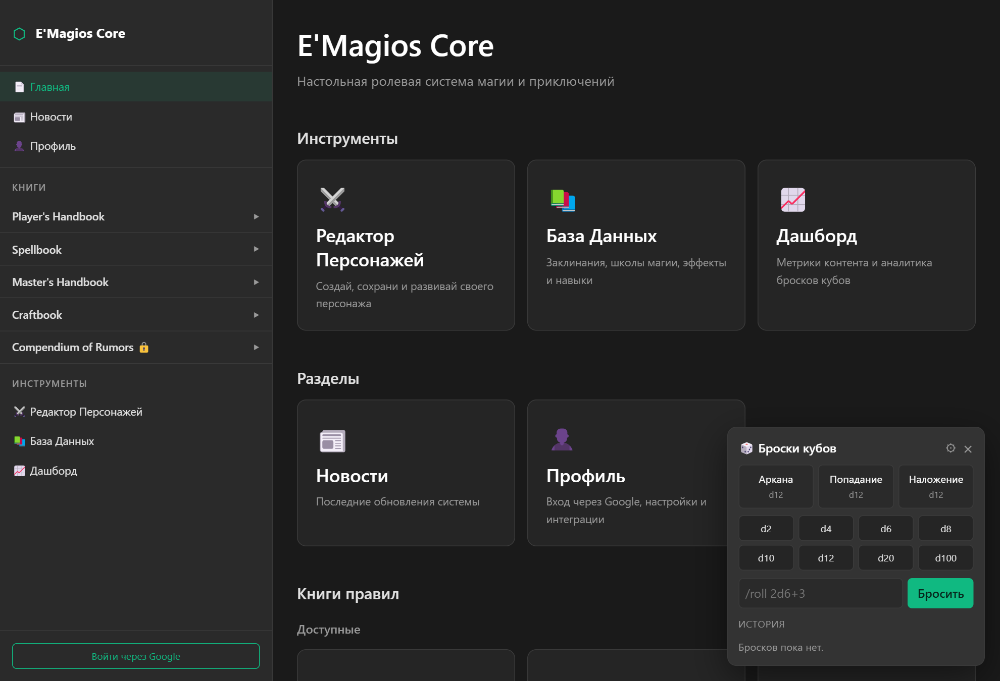 E'Magios Core
Главная
Новости
Профиль
КНИГИ
Player's Handbook
Spellbook
Master's Handbook
Craftbook
Compendium of Rumors
ИНСТРУМЕНТЫ
Редактор Персонажей
База Данных
Дашборд
Войти через Google
E'Magios Core
Настольная ролевая система магии и приключений
Инструменты
Редактор
Персонажей
Создай, сохрани и развивай своего
персонажа
База Данных
Заклинания, школы магии, эффекты
и навыки
Дашборд
Метрики контента и аналитика
бросков кубов
Разделы
Новости
Последние обновления системы
Профиль
Вход через Google, настройки и
интеграции
Книги правил
Доступные
Броски кубов
Аркана
d12
Попадание
d12
Наложение
d12
d2 d4 d6 d8
d10 d12 d20 d100
/roll 2d6+3
Бросить
ИСТОРИЯ
Бросков пока нет.